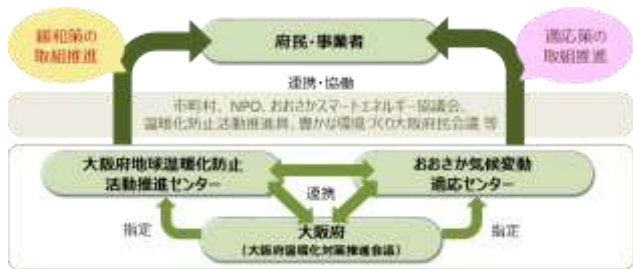 緩和策の
取組推進
府民・事業者
適応策の
取組推進
連携・協働
市町村、NPO、おおさかスマートエネルギー協議会、
温暖化防止活動推進員、豊かな環境づくり大阪府民会議 等
大阪府地球温暖化防止
活動推進センター
おおさか気候変動
適応センター
連携
指定
大阪府
(大阪府温暖化対策推進会議)
指定